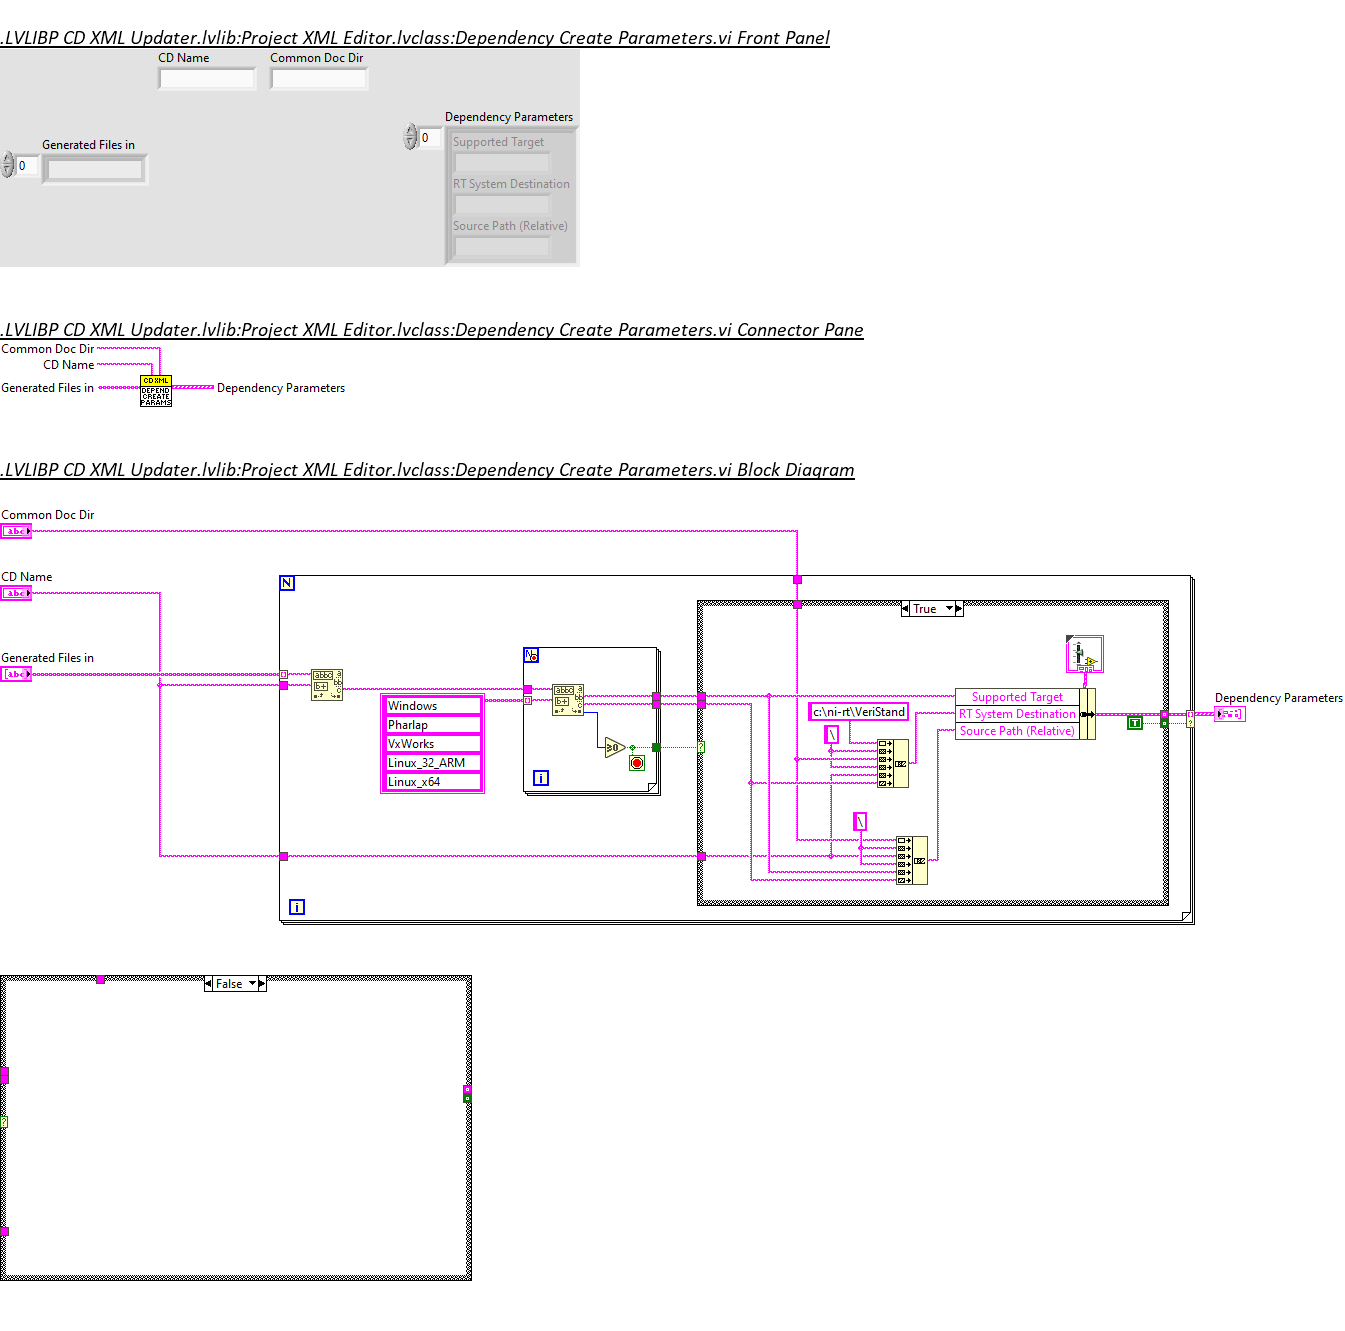 .LVLIBP CD XML Updater.lvlib:Project XML Editor.lvclass:Dependency Create Parameters.vi Front Panel
CD Name
Common Doc Dir
Dependency Parameters
0
Supported Target
Generated Files in
0
RT System Destination
Source Path (Relative)
.LVLIBP CD XML Updater.lvlib:Project XML Editor.lvclass:Dependency Create Parameters.vi Connector Pane
Common Doc Dir
CD Name
Generated Files in
CD XML
DEPEND
CREATE
PARAMS
Dependency Parameters
.LVLIBP CD XML Updater.lvlib:Project XML Editor.lvclass:Dependency Create Parameters.vi Block Diagram
Common Doc Dir
abc
CD Name
abc
N
True
Generated Files in
abc
N
Windows
Pharlap
VxWorks
Linux_32_ARM
Linux_x64
i
c:\ni-rt\VeriStand
\
\
Supported Target
RT System Destination
Source Path (Relative)
T
Dependency Parameters
?
i
False
?